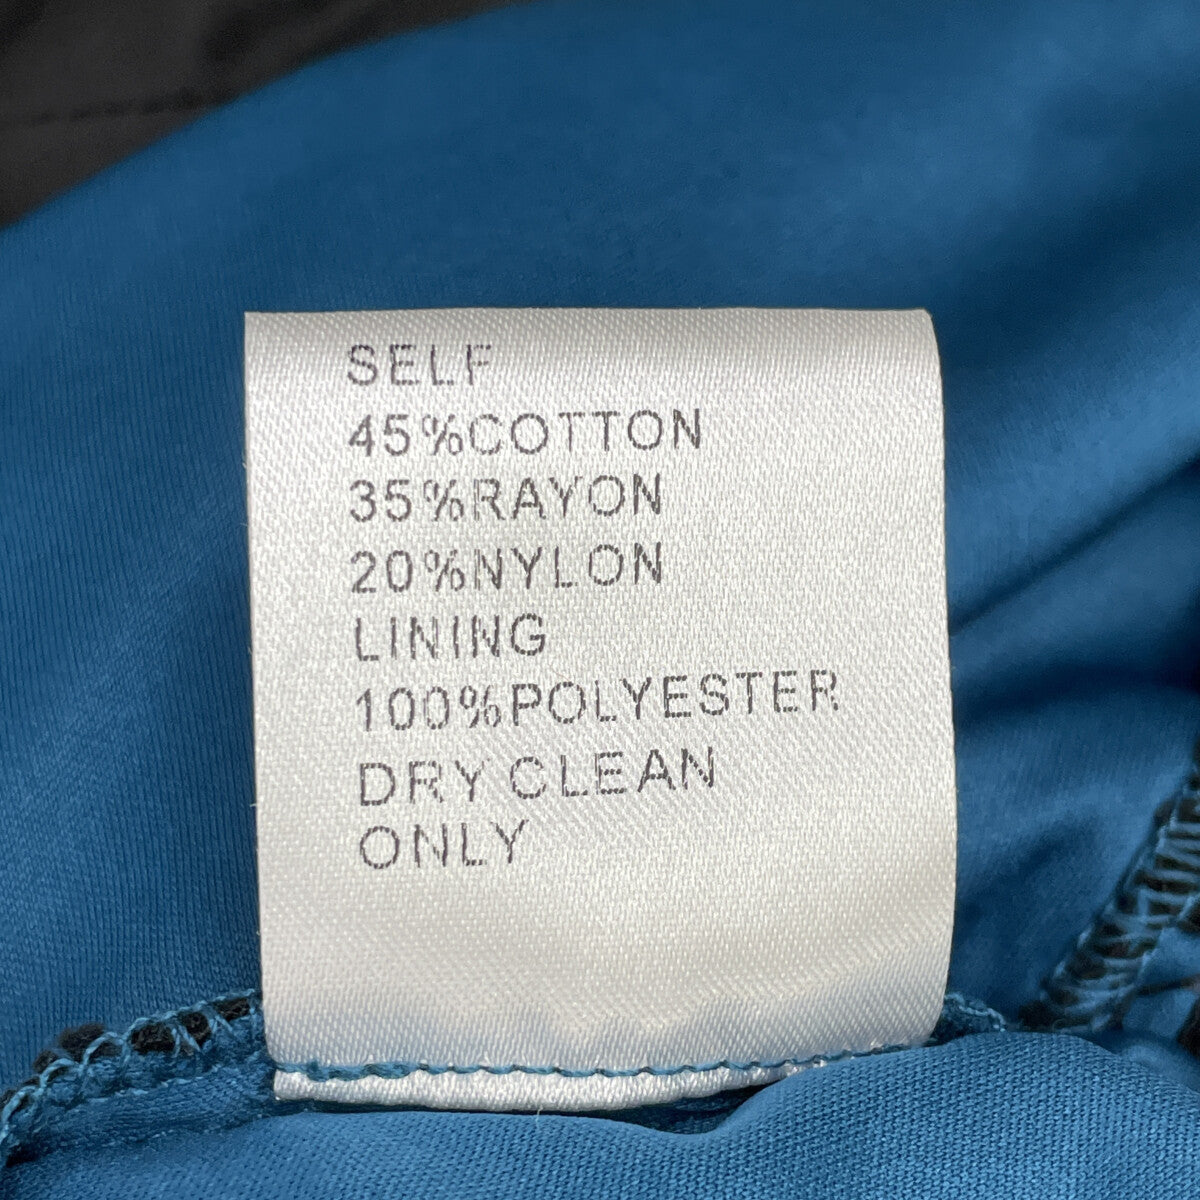 SELF
45%COTTON
35%RAYON
20%NYLON
LINING
100%POLYESTER
DRY CLEAN
ONLY